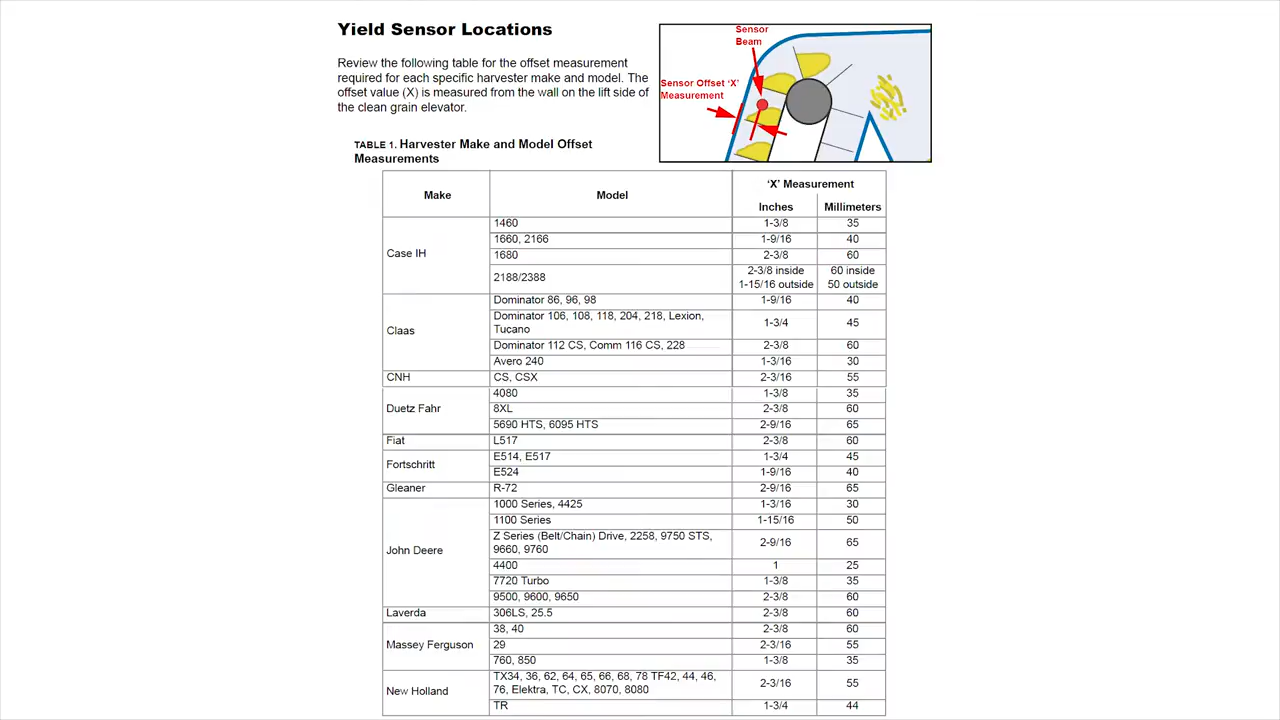 Yield Sensor Locations
Review the following table for the offset measurement
required for each specific harvester make and model. The
offset value (X) is measured from the wall on the lift side of
the clean grain elevator.
Sensor
Beam
Sensor Offset ‘X’
Measurement
TABLE 1. Harvester Make and Model Offset
Measurements
Make Model ‘X’ Measurement
Inches Millimeters
Case IH
1460 1-3/8 35
1660, 2166 1-9/16 40
1680 2-3/8 60
2188/2388 2-3/8 inside 60 inside
1-15/16 outside 50 outside
Claas
Dominator 86, 96, 98 1-9/16 40
Dominator 106, 108, 118, 204, 218, Lexion,
Tucano 1-3/4 45
Dominator 112 CS, Comm 116 CS, 228 2-3/8 60
Avero 240 1-3/16 30
CNH CS, CSX 2-3/16 55
Duetz Fahr
4080 1-3/8 35
8XL 2-3/8 60
5690 HTS, 6095 HTS 2-9/16 65
Fiat L517 2-3/8 60
Fortschritt
E514, E517 1-3/4 45
E524 1-9/16 40
Gleaner R-72 2-9/16 65
John Deere
1000 Series, 4425 1-3/16 30
1100 Series 1-15/16 50
Z Series (Belt/Chain) Drive, 2258, 9750 STS,
9660, 9760 2-9/16 65
4400 1 25
7720 Turbo 1-3/8 35
9500, 9600, 9650 2-3/8 60
Laverda 306LS, 25.5 2-3/8 60
Massey Ferguson
38, 40 2-3/8 60
29 2-3/16 55
760, 850 1-3/8 35
New Holland
TX34, 36, 62, 64, 65, 66, 68, 78 TF42, 44, 46,
76, Elektra, TC, CX, 8070, 8080 2-3/16 55
TR 1-3/4 44